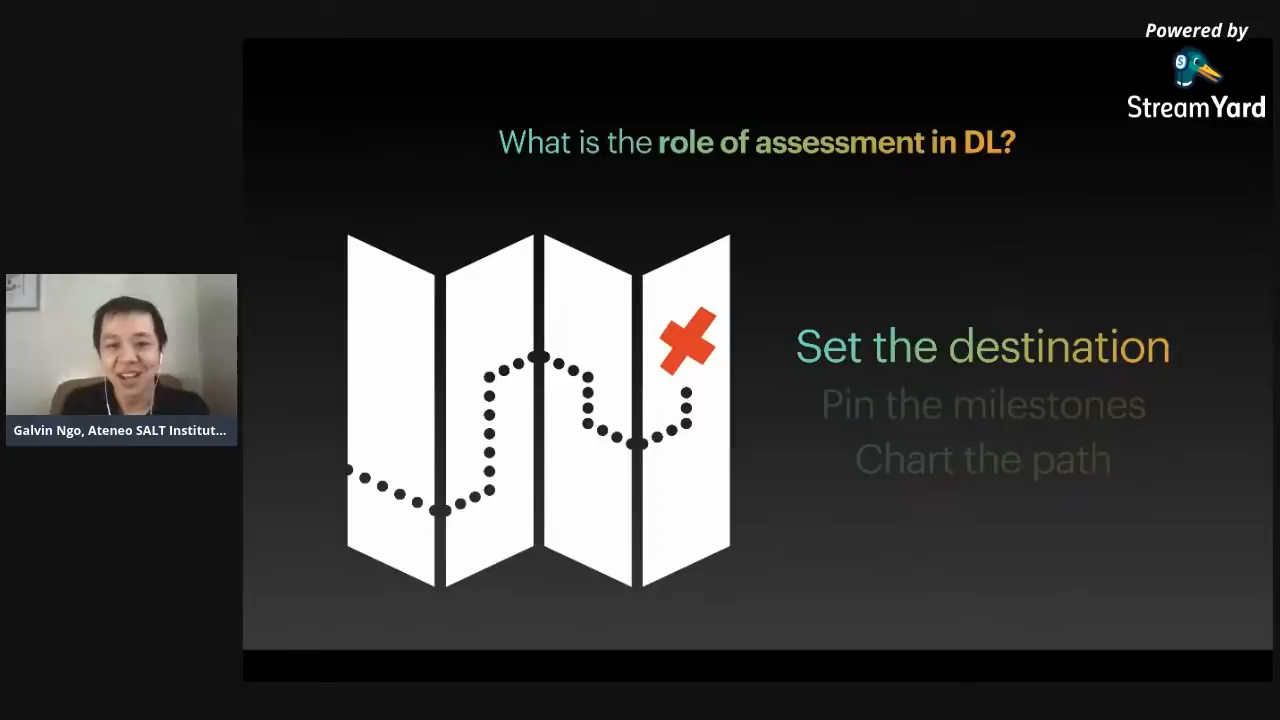 Powered by
StreamYard
What is the role of assessment in DL?
Set the destination
Pin the milestones
Chart the path
Galvin Ngo, Ateneo SALT Institut...